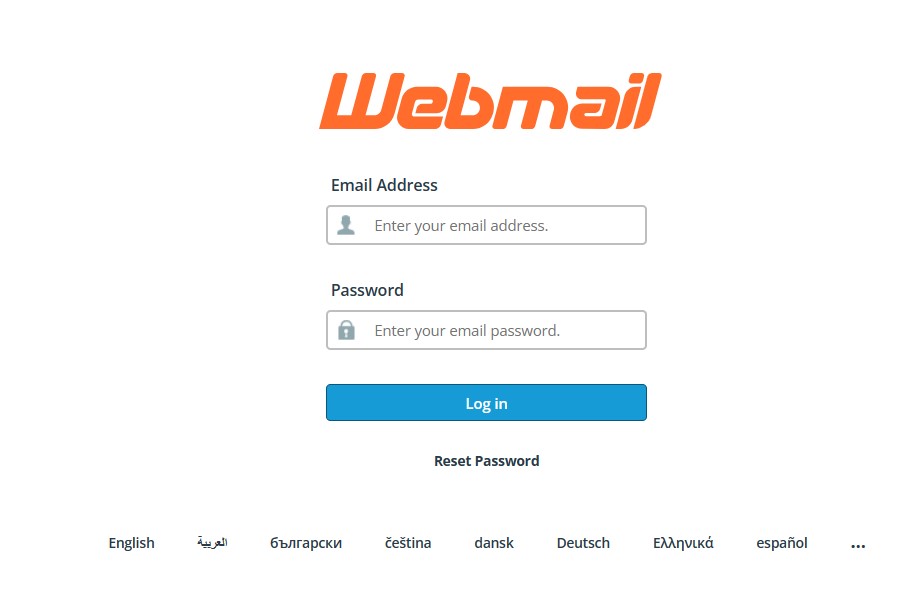 Webmail
Email Address
Enter your email address.
Password
Enter your email password.
Log in
Reset Password
English العربية български čeština dansk Deutsch Ελληνικά español ...